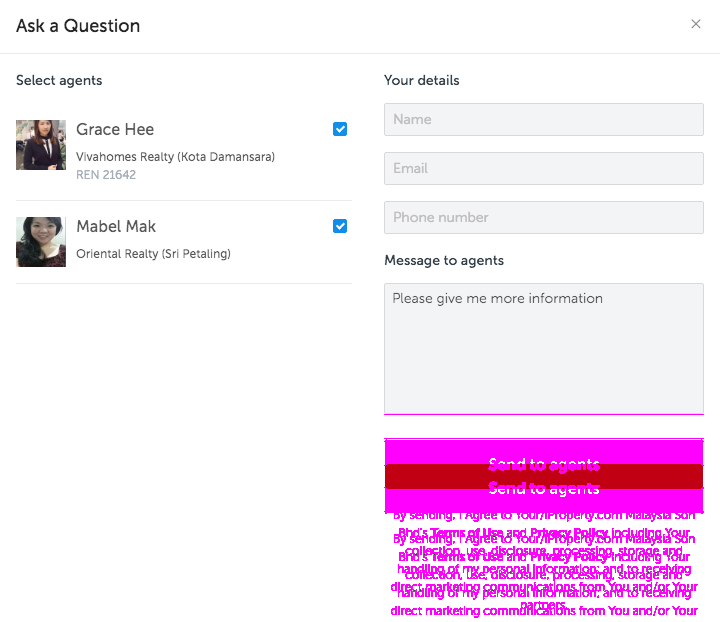 Ask a Question
Select agents
Grace Hee
Vivahomes Realty (Kota Damansara)
REN 21642
Mabel Mak
Oriental Realty (Sri Petaling)
Your details
Name
Email
Phone number
Message to agents
Please give me more information
Send to agents
Send to agents
By sending, I Agree to Your/iProperty.com Malaysia Sdn
Bhd's Terms of Use and Privacy Policy including Your
By sending, I Agree to Your/iProperty.com Malaysia Sdn
collection, use, disclosure, processing, storage and
Bhd's Terms of Use and Privacy Policy including Your
handling of my personal information; and to receiving
collection, use, disclosure, processing, storage and
direct marketing communications from You and/or Your
handling of my personal information; and to receiving
partners.
direct marketing communications from You and/or Your